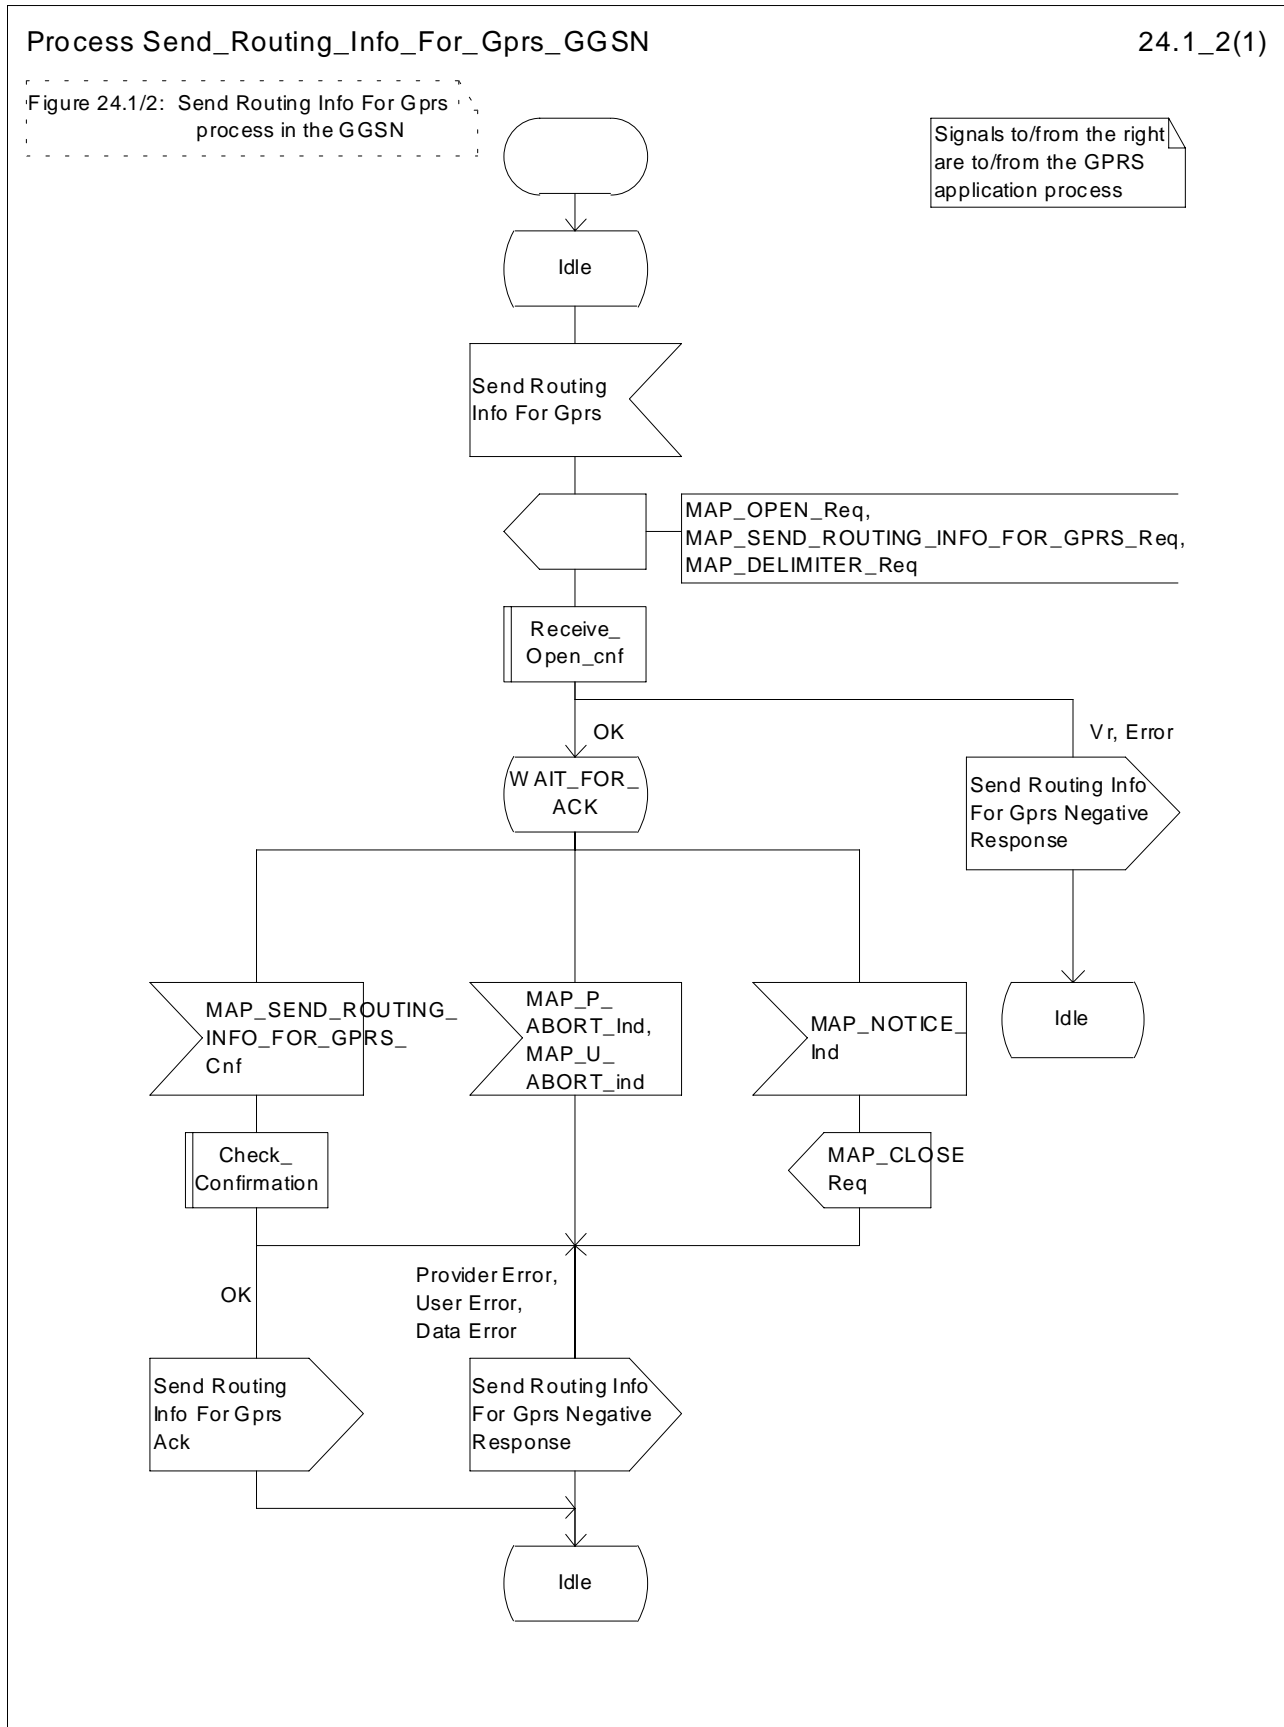 Process Send_Routing_Info_For_Gprs_GGSN
24.1_2(1)
Figure 24.1/2: Send Routing Info For Gprs
process in the GGSN
Signals to/from the right
are to/from the GPRS
application process
Idle
Send Routing
Info For Gprs
MAP_OPEN_Req,
MAP_SEND_ROUTING_INFO_FOR_GPRS_Req,
MAP_DELIMITER_Req
Receive_
Open_cnf
OK
Vr, Error
WAIT_FOR_
ACK
Send Routing Info
For Gprs Negative
Response
MAP_SEND_ROUTING_
INFO_FOR_GPRS_
Cnf
MAP_P_
ABORT_Ind,
MAP_U_
ABORT_ind
MAP_NOTICE_
Ind
Idle
Check_
Confirmation
MAP_CLOSE
Req
OK
Provider Error,
User Error,
Data Error
Send Routing
Info For Gprs
Ack
Send Routing Info
For Gprs Negative
Response
Idle